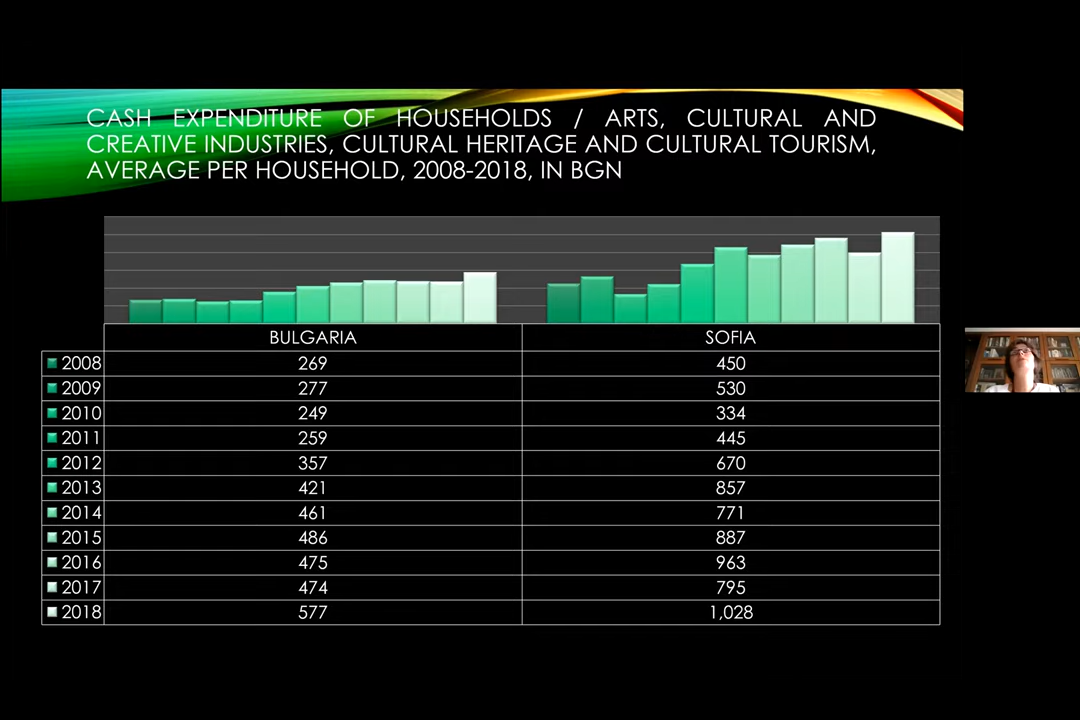 CASH EXPENDITURE OF HOUSEHOLDS / ARTS, CULTURAL AND
CREATIVE INDUSTRIES, CULTURAL HERITAGE AND CULTURAL TOURISM,
AVERAGE PER HOUSEHOLD, 2008-2018, IN BGN
BULGARIA SOFIA
2008 269 450
2009 277 530
2010 249 334
2011 259 445
2012 357 670
2013 421 857
2014 461 771
2015 486 887
2016 475 963
2017 474 795
2018 577 1,028